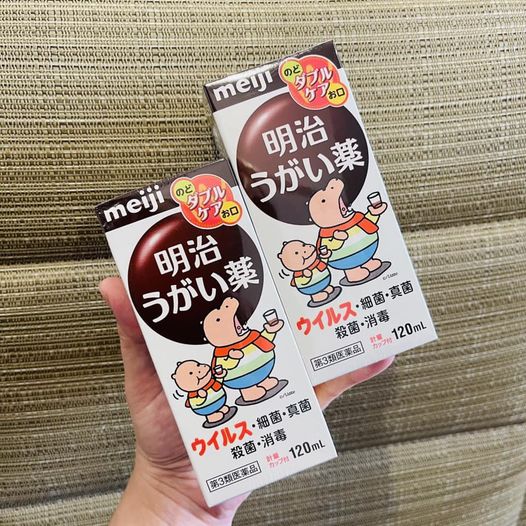 meiji
のど
ダブル
ケア
お口
明治
うがい薬
ウイルス・細菌・真菌
殺菌・消毒
第3類医薬品
計量
カップ付
120mL
meiji
のど
ダブル
ケア
お口
明治
うがい薬
ウイルス・細菌・真菌
殺菌・消毒
第3類医薬品
計量
カップ付
120mL